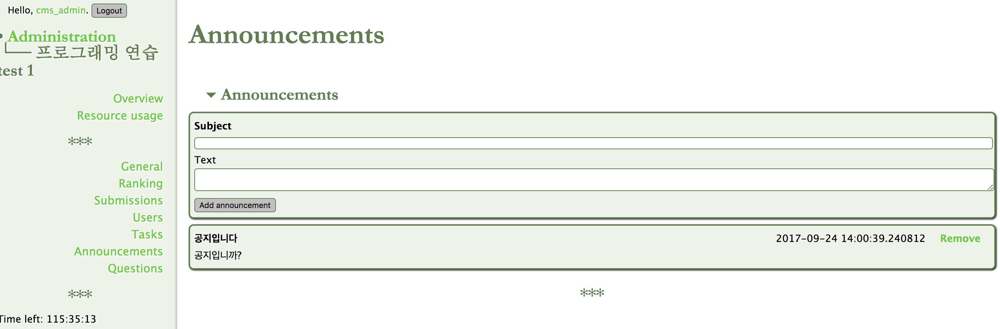 Hello, cms_admin. Logout
Administration
프로그래밍 연습
test 1
Overview
Resource usage
***
General
Ranking
Submissions
Users
Tasks
Announcements
Questions
***
Time left: 115:35:13
Announcements
Announcements
Subject
Text
Add announcement
공지입니다 2017-09-24 14:00:39.240812 Remove
공지입니까?
***